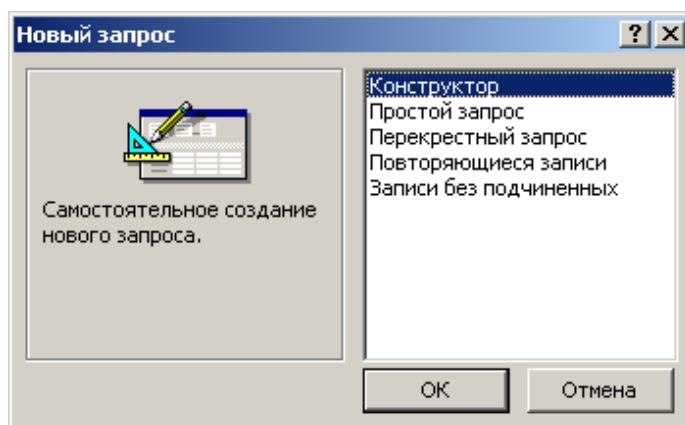 Новый запрос
Самостоятельное создание
нового запроса.
Конструктор
Простой запрос
Перекрестный запрос
Повторяющиеся записи
Записи без подчиненных
ОК
Отмена